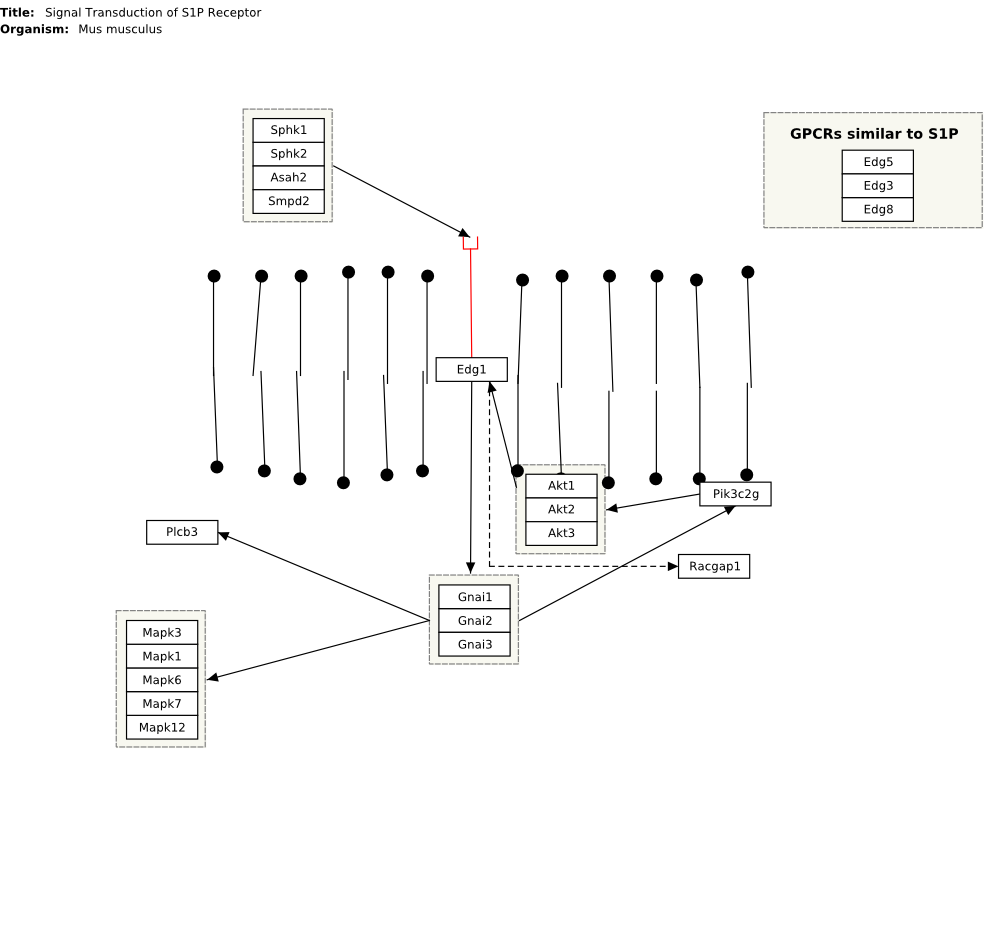 Title: Signal Transduction of S1P Receptor
Organism: Mus musculus
Sphk1
Sphk2
Asah2
Smpd2
GPCRs similar to S1P
Edg5
Edg3
Edg8
Edg1
Akt1
Akt2
Akt3
Pik3c2g
Plcb3
Racgap1
Gnai1
Gnai2
Gnai3
Mapk3
Mapk1
Mapk6
Mapk7
Mapk12